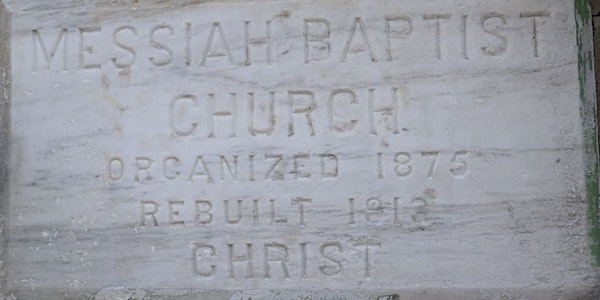 MESSIAH BAPTIST
CHURCH
ORGANIZED 1875
REBUILT 1913
CHRIST